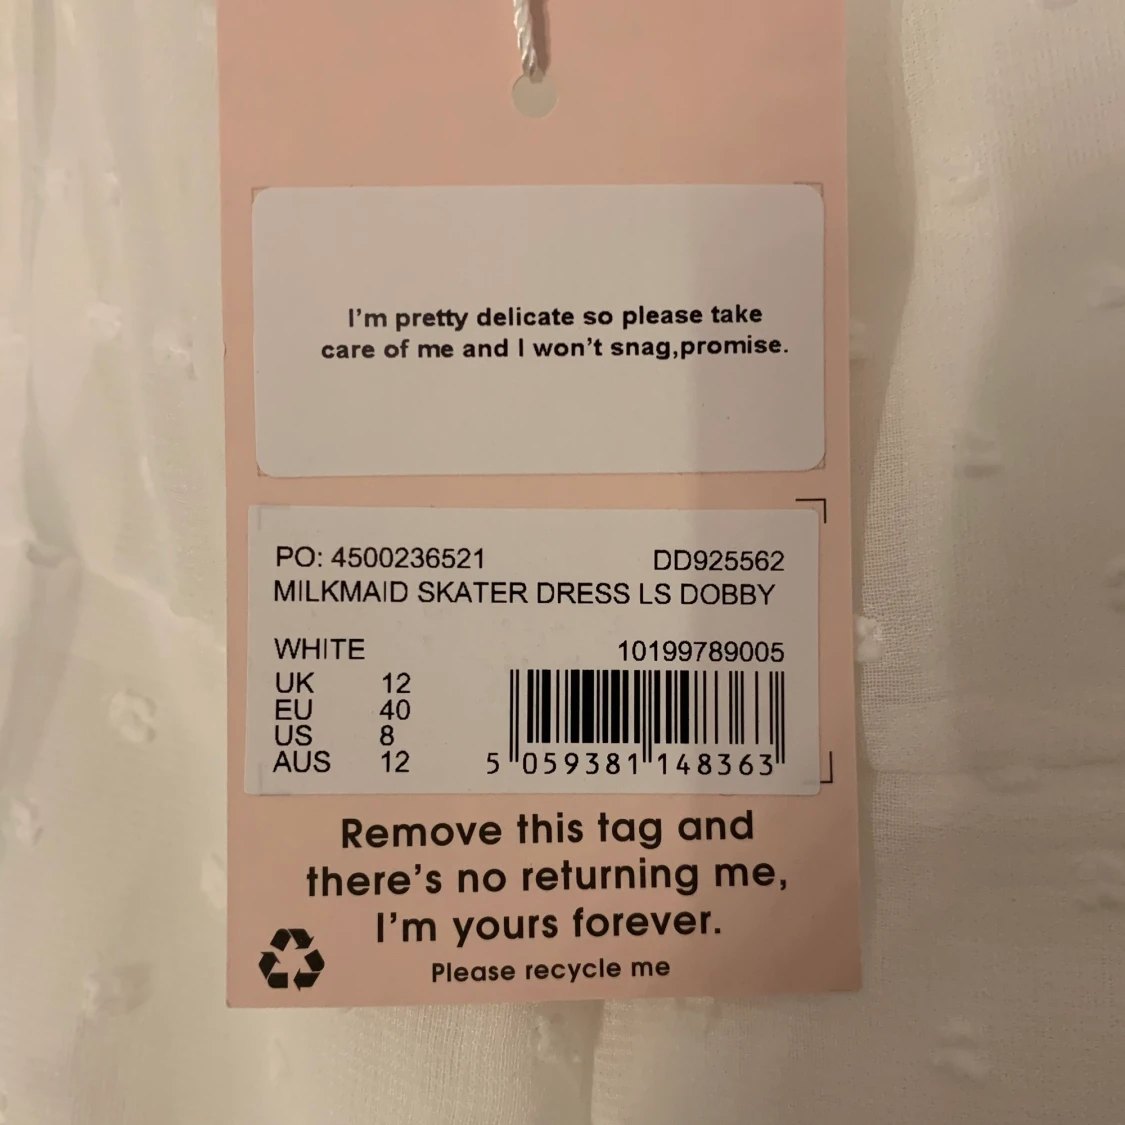 I'm pretty delicate so please take
care of me and I won't snag,promise.
PO: 4500236521 DD925562
MILKMAID SKATER DRESS LS DOBBY
WHITE 10199789005
UK 12
EU 40
US 8
AUS 12
5 059381 148363
Remove this tag and
there's no returning me,
I'm yours forever.
Please recycle me